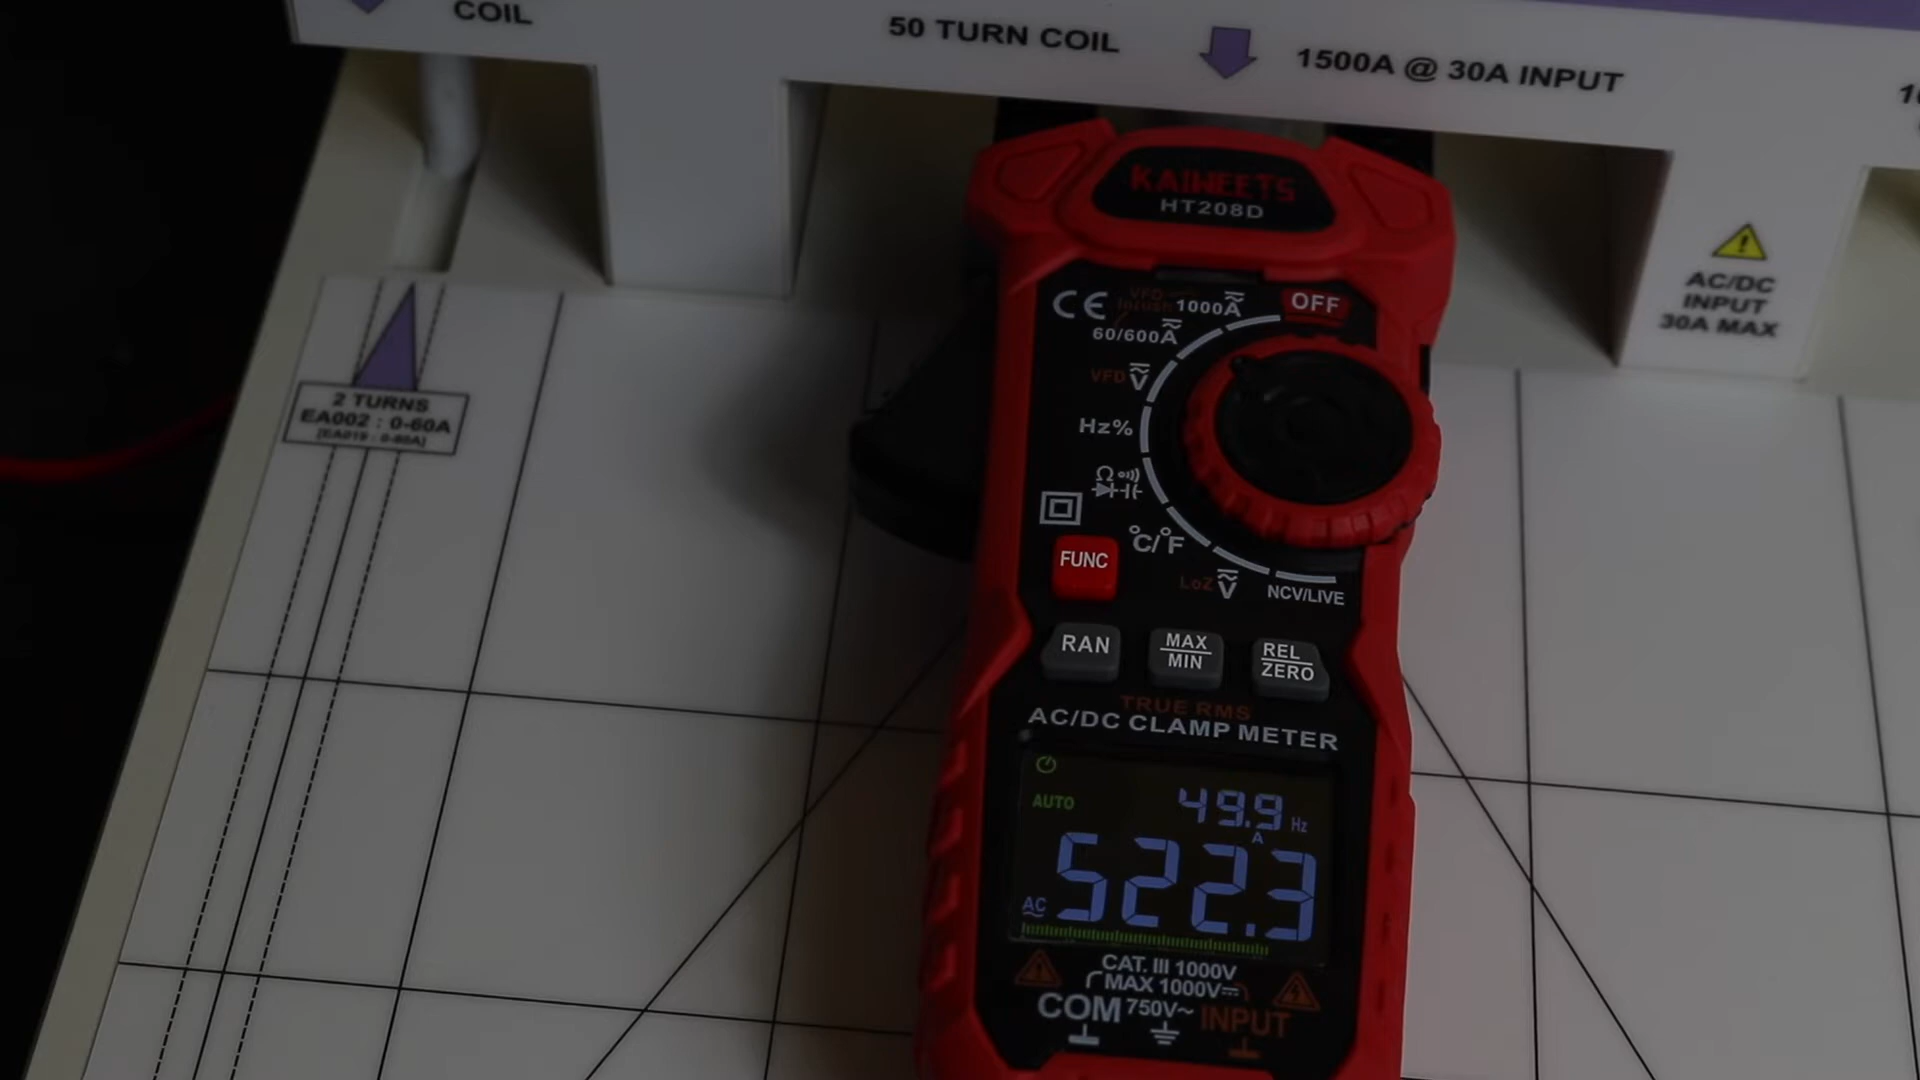 COIL
50 TURN COIL
1500A @ 30A INPUT
KAIWEETS
HT208D
CE
VFD
Inrush
1000A
OFF
60/600A
VFD V
Hz%
Ω
°C/°F
FUNC
LoZ V
NCV/LIVE
RAN
MAX
MIN
REL
ZERO
TRUE RMS
AC/DC CLAMP METER
AUTO
49.9 Hz
A
AC
522.3
CAT. III 1000V
MAX 1000V
750V~
COM
INPUT
2 TURNS
EA002 : 0-60A
AC/DC
INPUT
30A MAX